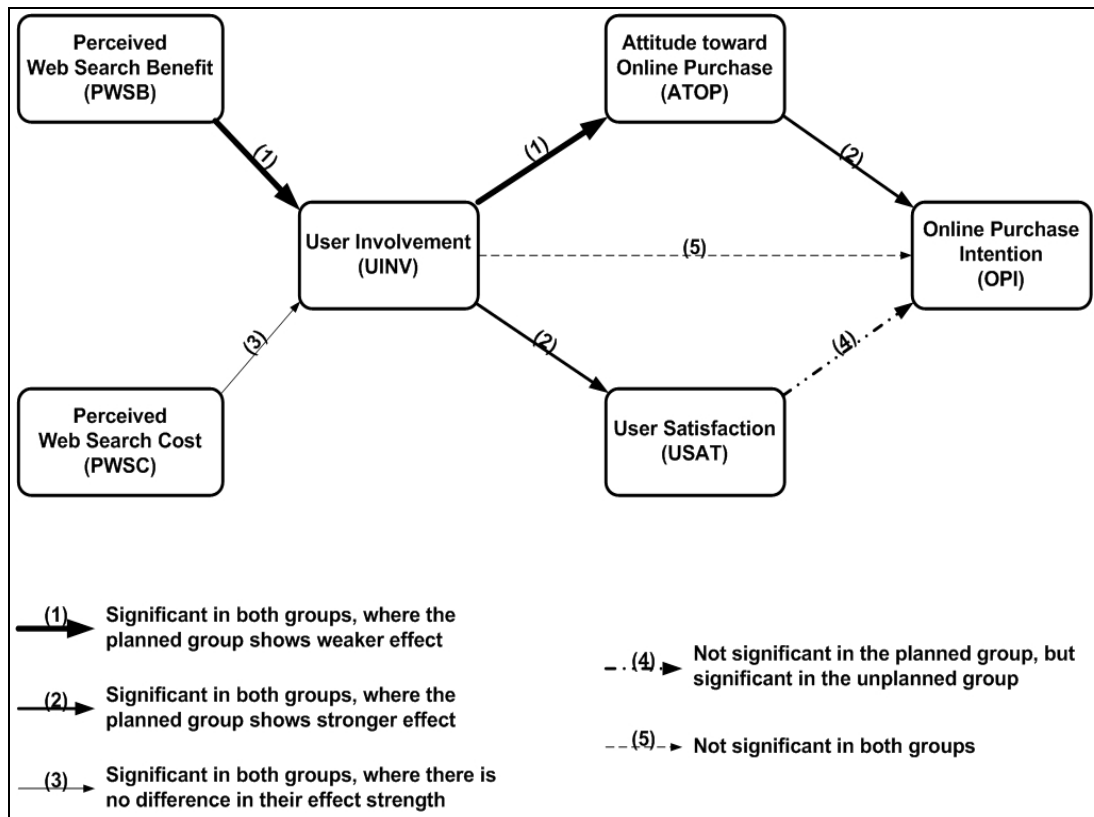 Perceived
Web Search Benefit
(PWSB)
Attitude toward
Online Purchase
(ATOP)
(1)
(1)
(2)
User Involvement
(UINV)
(5)
Online Purchase
Intention
(OPI)
(3)
(2)
(4)
Perceived
Web Search Cost
(PWSC)
User Satisfaction
(USAT)
(1)
Significant in both groups, where the
planned group shows weaker effect
(2)
Significant in both groups, where the
planned group shows stronger effect
(3)
Significant in both groups, where there is
no difference in their effect strength
(4)
Not significant in the planned group, but
significant in the unplanned group
(5)
Not significant in both groups